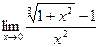 lim x→0 (∛(1+x²) −1)/x²